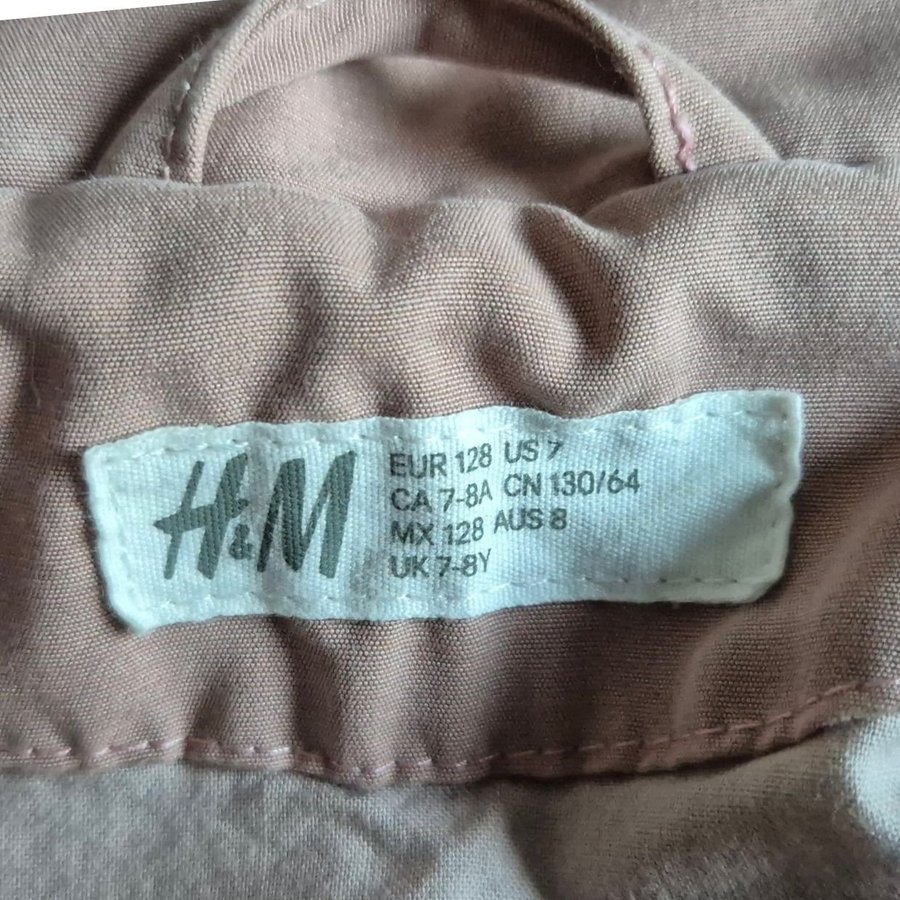 H&M
EUR 128 US 7
CA 7-8A CN 130/64
MX 128 AUS 8
UK 7-8Y